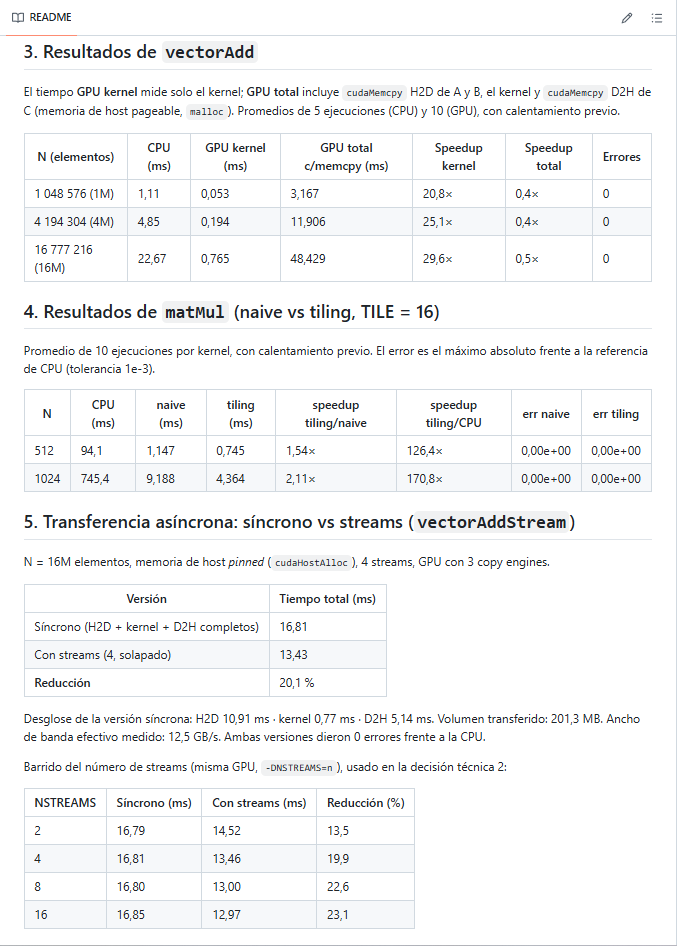 README
3. Resultados de vectorAdd
El tiempo GPU kernel mide solo el kernel; GPU total incluye cudaMemcpy H2D de A y B, el kernel y cudaMemcpy D2H de
C (memoria de host pageable, malloc). Promedios de 5 ejecuciones (CPU) y 10 (GPU), con calentamiento previo.
N (elementos) CPU (ms) GPU kernel (ms) GPU total c/memcpy (ms) Speedup kernel Speedup total Errores
1 048 576 (1M) 1,11 0,053 3,167 20,8× 0,4× 0
4 194 304 (4M) 4,85 0,194 11,906 25,1× 0,4× 0
16 777 216 (16M) 22,67 0,765 48,429 29,6× 0,5× 0
4. Resultados de matMul (naive vs tiling, TILE = 16)
Promedio de 10 ejecuciones por kernel, con calentamiento previo. El error es el máximo absoluto frente a la referencia
de CPU (tolerancia 1e-3).
N CPU (ms) naive (ms) tiling (ms) speedup tiling/naive speedup tiling/CPU err naive err tiling
512 94,1 1,147 0,745 1,54× 126,4× 0,00e+00 0,00e+00
1024 745,4 9,188 4,364 2,11× 170,8× 0,00e+00 0,00e+00
5. Transferencia asíncrona: síncrono vs streams (vectorAddStream)
N = 16M elementos, memoria de host pinned (cudaHostAlloc), 4 streams, GPU con 3 copy engines.
Versión Tiempo total (ms)
Síncrono (H2D + kernel + D2H completos) 16,81
Con streams (4, solapado) 13,43
Reducción 20,1 %
Desglose de la versión síncrona: H2D 10,91 ms · kernel 0,77 ms · D2H 5,14 ms. Volumen transferido: 201,3 MB. Ancho
de banda efectivo medido: 12,5 GB/s. Ambas versiones dieron 0 errores frente a la CPU.
Barrido del número de streams (misma GPU, -DNSTREAMS=n), usado en la decisión técnica 2:
NSTREAMS Síncrono (ms) Con streams (ms) Reducción (%)
2 16,79 14,52 13,5
4 16,81 13,46 19,9
8 16,80 13,00 22,6
16 16,85 12,97 23,1